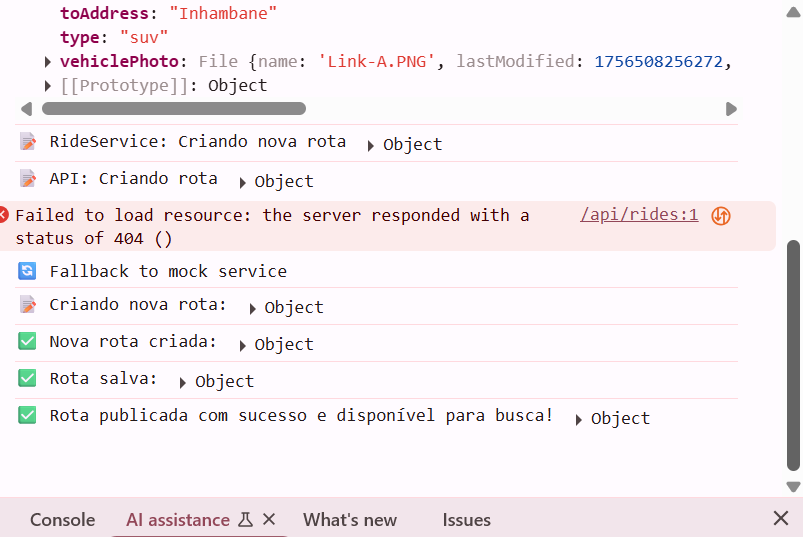 toAddress: "Inhambane"
type: "suv"
vehiclePhoto: File {name: 'Link-A.PNG', lastModified: 1756508256272,
[[Prototype]]: Object
RideService: Criando nova rota Object
API: Criando rota Object
Failed to load resource: the server responded with a /api/rides:1
status of 404 ()
Fallback to mock service
Criando nova rota: Object
Nova rota criada: Object
Rota salva: Object
Rota publicada com sucesso e disponível para busca! Object
Console AI assistance What's new Issues